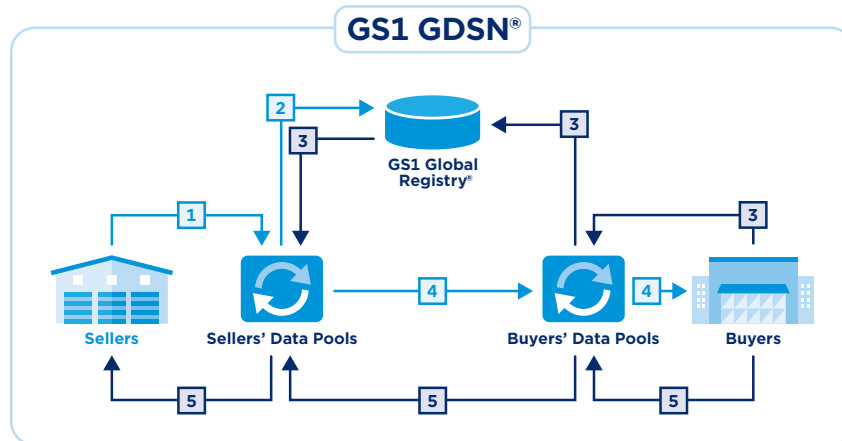 GS1 GDSN®
2
3
3
GS1 Global
Registry®
1
3
4
4
Sellers
Sellers' Data Pools
Buyers' Data Pools
Buyers
5
5
5